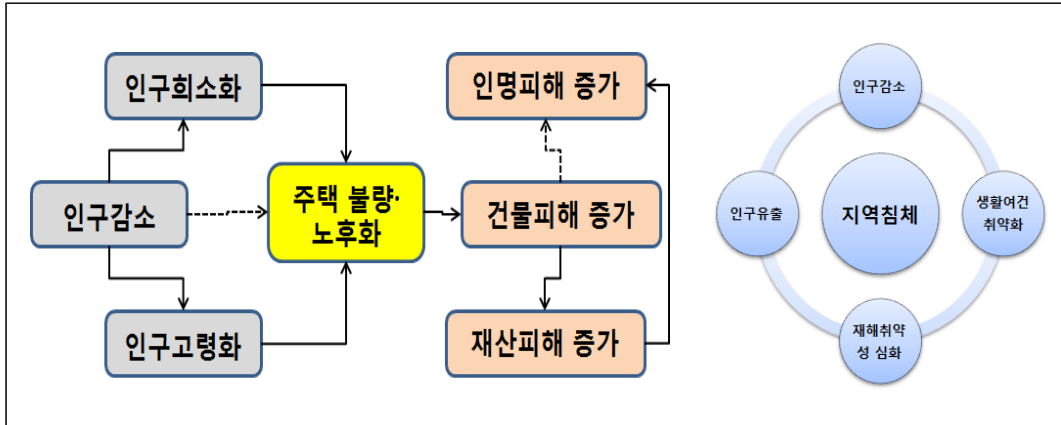 인구희소화
인구감소
인구고령화
주택 불량·
노후화
인명피해 증가
건물피해 증가
재산피해 증가
인구감소
인구유출
지역침체
생활여건
취약화
재해취약
성 심화